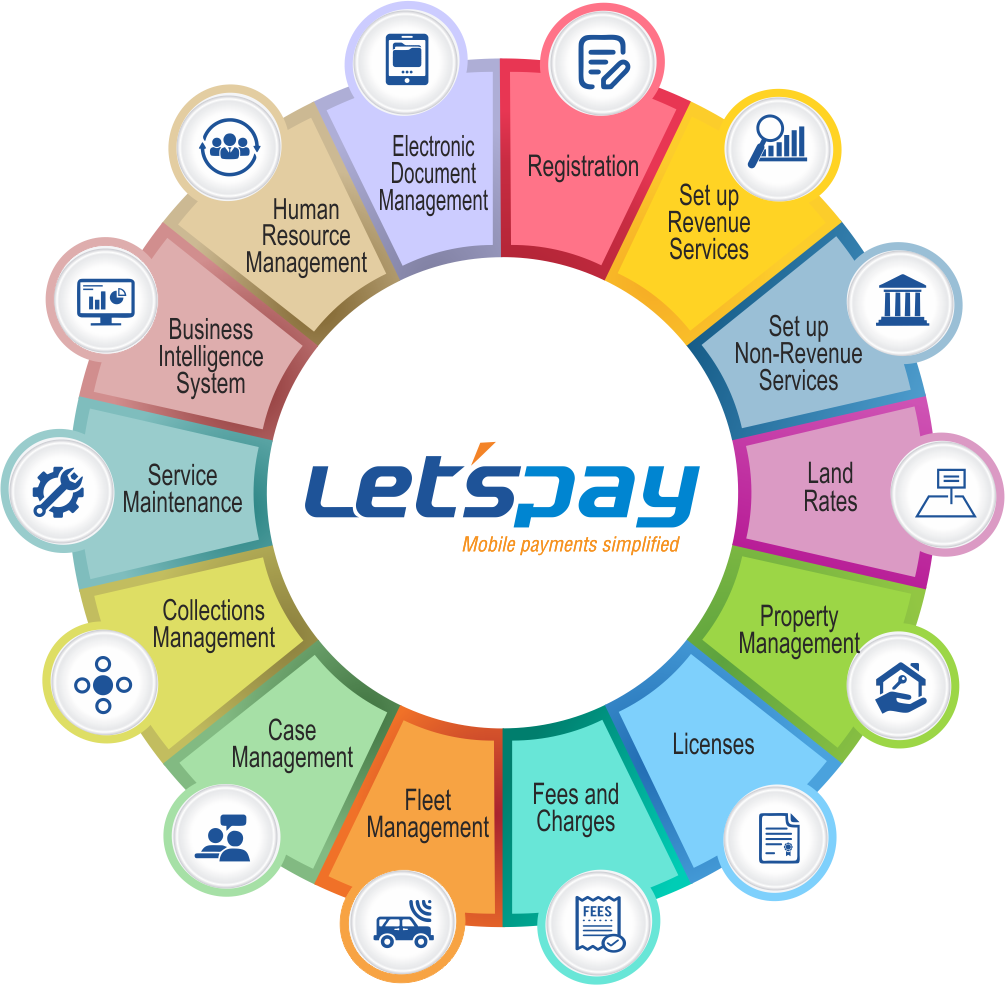 Registration
Set up
Revenue
Services
Set up
Non-Revenue
Services
Land
Rates
Property
Management
Licenses
Fees and
Charges
FEES
Fleet
Management
Case
Management
Collections
Management
Service
Maintenance
Business
Intelligence
System
Human
Resource
Management
Electronic
Document
Management
Let'spay
Mobile payments simplified